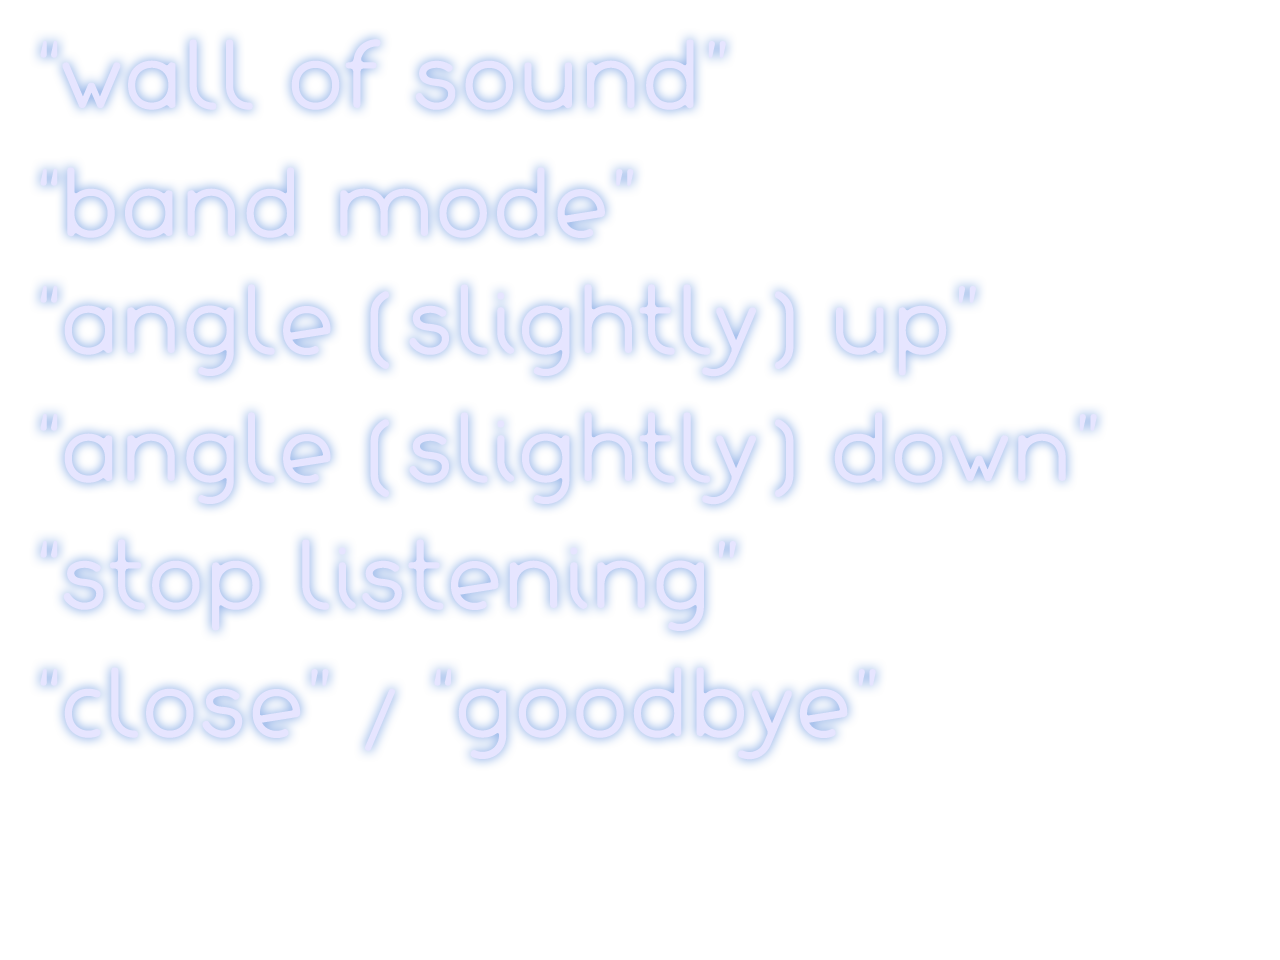 "wall of sound"
"band mode"
"angle (slightly) up"
"angle (slightly) down"
"stop listening"
"close" / "goodbye"